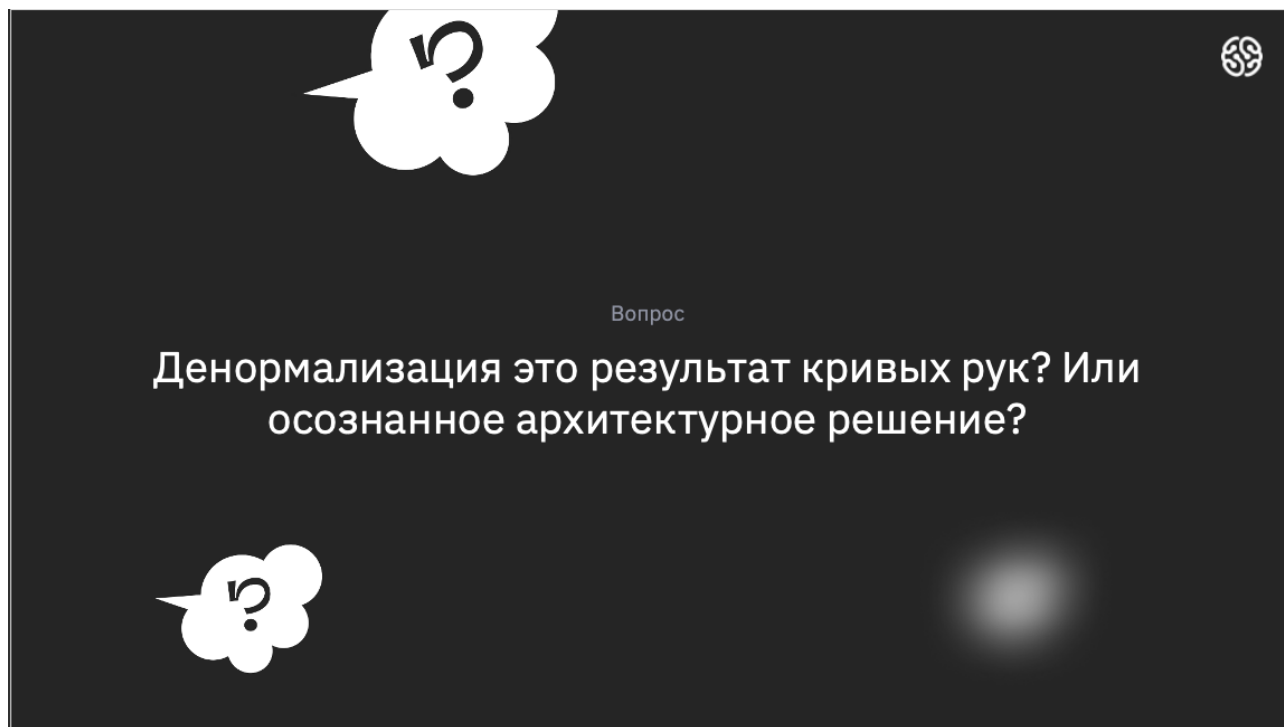 Вопрос
Денормализация это результат кривых рук? Или
осознанное архитектурное решение?